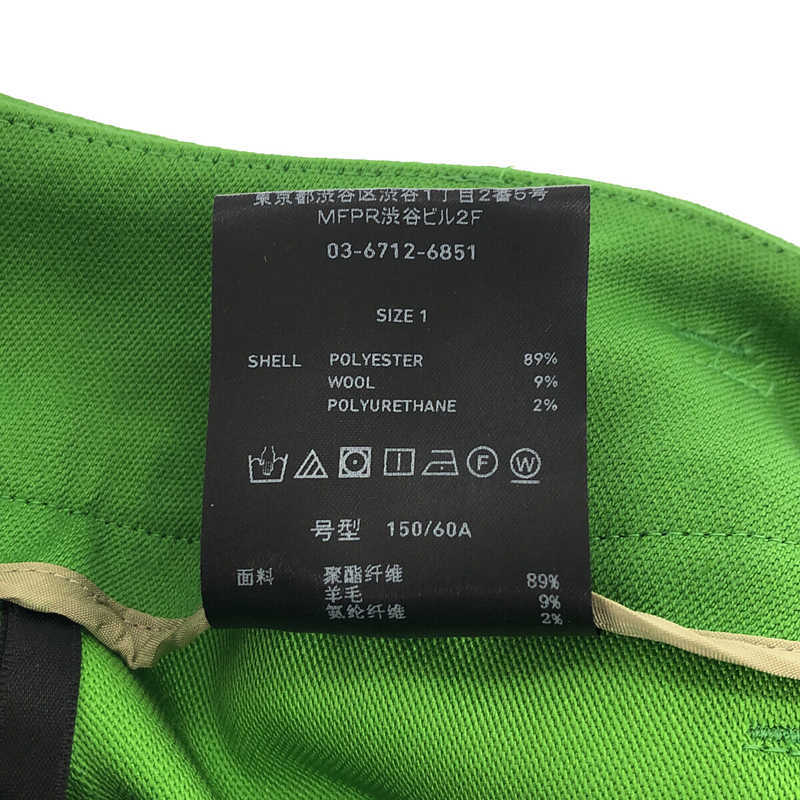 東京都渋谷区渋谷1丁目2番5号
MFPR渋谷ビル2F
03-6712-6851
SIZE 1
SHELL POLYESTER 89%
WOOL 9%
POLYURETHANE 2%
F W
号型 150/60A
面料 聚酯纤维 89%
羊毛 9%
氨纶纤维 2%